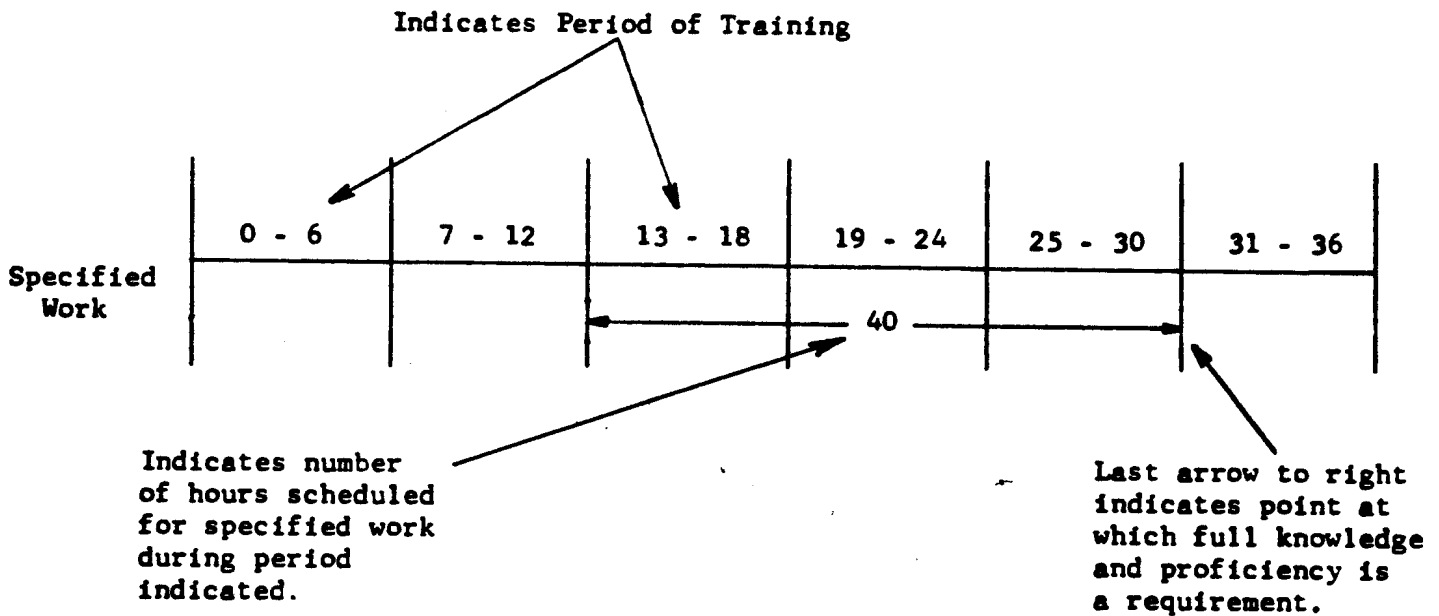 Indicates Period of Training
0 - 6
7 - 12
13 - 18
19 - 24
25 - 30
31 - 36
Specified
Work
40
Indicates number
of hours scheduled
for specified work
during period
indicated.
Last arrow to right
indicates point at
which full knowledge
and proficiency is
a requirement.